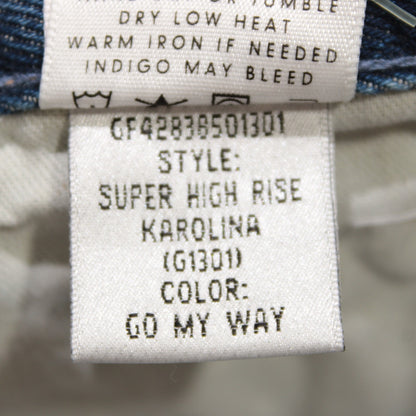 TUMBLE
DRY LOW HEAT
WARM IRON IF NEEDED
INDIGO MAY BLEED
GF42838501301
STYLE:
SUPER HIGH RISE
KAROLINA
(G1301)
COLOR:
GO MY WAY